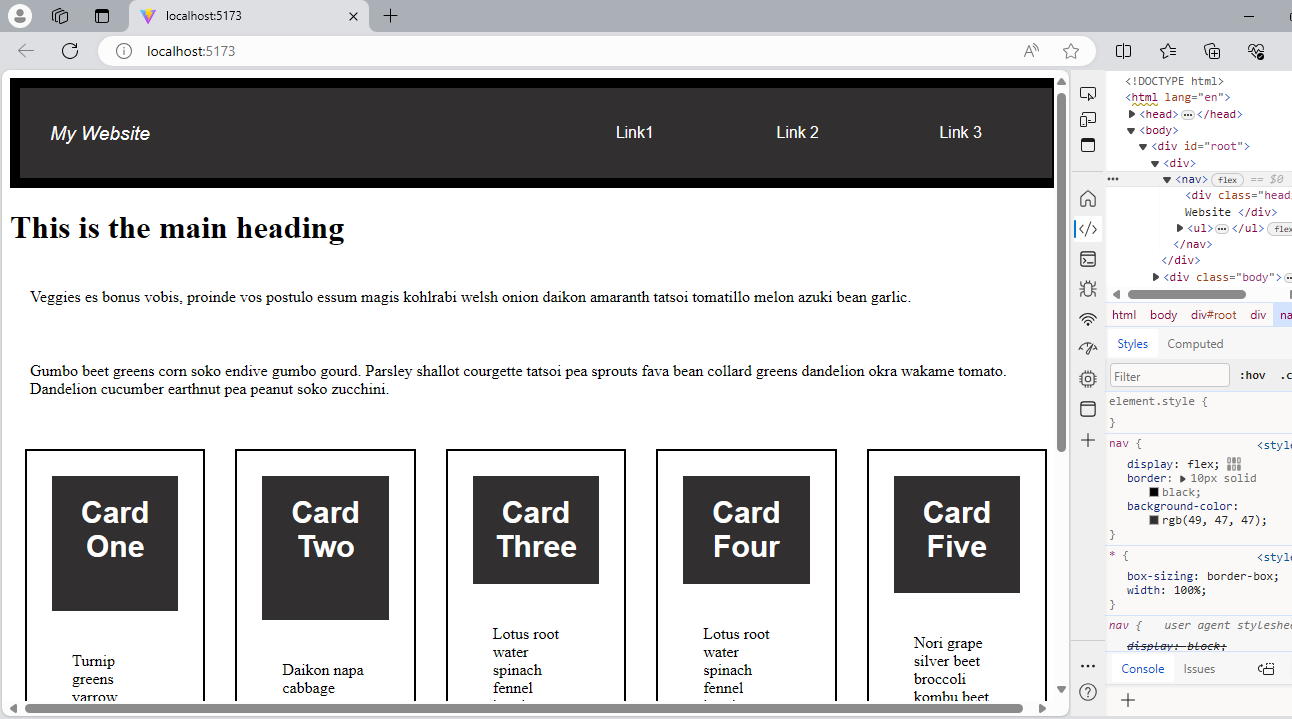 localhost:5173
localhost:5173
My Website
Link1
Link 2
Link 3
This is the main heading
Veggies es bonus vobis, proinde vos postulo essum magis kohlrabi welsh onion daikon amaranth tatsoi tomatillo melon azuki bean garlic.
Gumbo beet greens corn soko endive gumbo gourd. Parsley shallot courgette tatsoi pea sprouts fava bean collard greens dandelion okra wakame tomato.
Dandelion cucumber earthnut pea peanut soko zucchini.
Card
One
Turnip
greens
yarrow
Card
Two
Daikon napa
cabbage
Card
Three
Lotus root
water
spinach
fennel
Card
Four
Lotus root
water
spinach
fennel
Card
Five
Nori grape
silver beet
broccoli
kombu beet
<!DOCTYPE html>
<html lang="en">
<head> ••• </head>
<body>
<div id="root">
<div>
••• <nav> flex == $0
<div class="headi
Website </div>
<ul> ••• </ul> flex
</nav>
</div>
<div class="body"> •••
html body div#root div na
Styles Computed
Filter :hov .c
element.style {
}
nav { <style
display: flex;
border: 10px solid
black;
background-color:
rgb(49, 47, 47);
}
* { <style
box-sizing: border-box;
width: 100%;
}
nav { user agent styleshee
display: block;
Console Issues